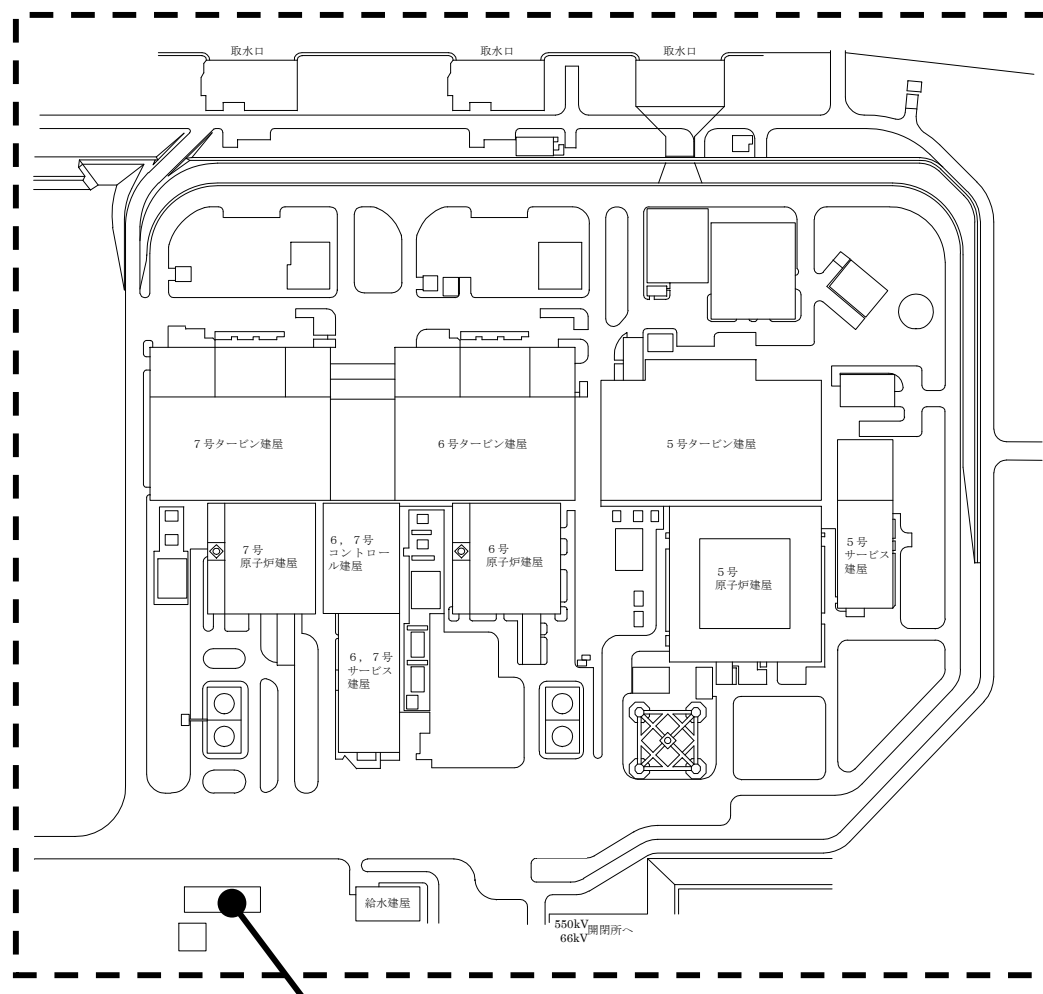 取水口
取水口
取水口
7号タービン建屋
6号タービン建屋
5号タービン建屋
7号
原子炉建屋
6，7号
コントロー
ル建屋
6号
原子炉建屋
5号
原子炉建屋
5号
サービス
建屋
6，7号
サービス
建屋
給水建屋
550kV
66kV
開閉所へ